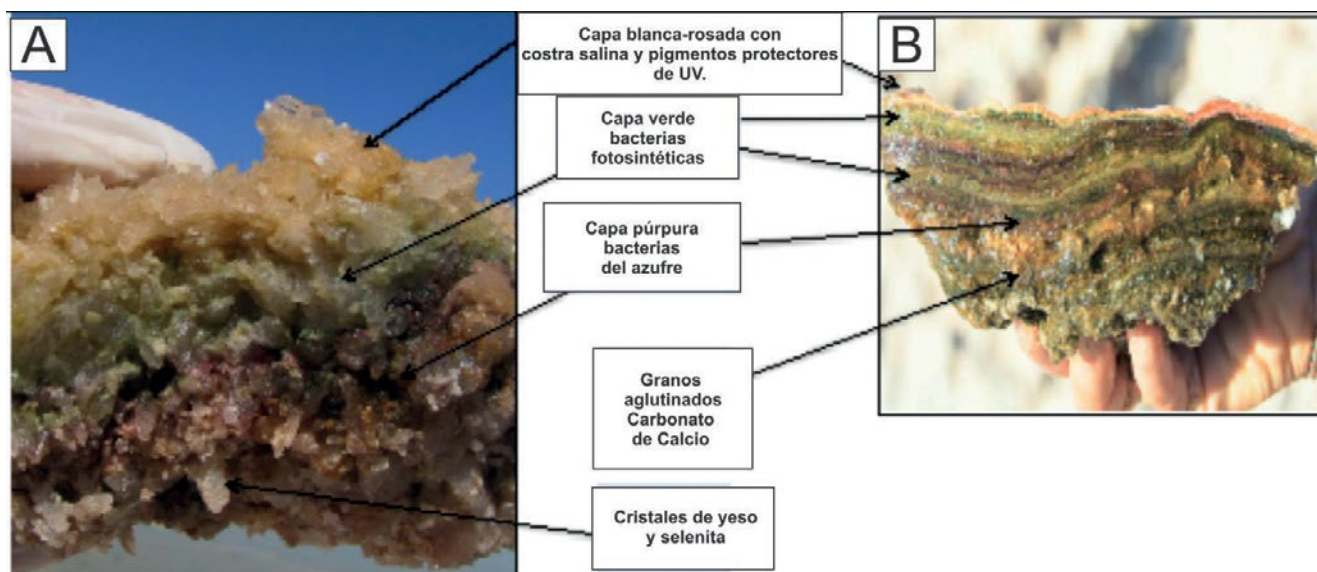 A
B
Capa blanca-rosada con
costra salina y pigmentos protectores
de UV.
Capa verde
bacterias
fotosintéticas
Capa púrpura
bacterias
del azufre
Granos
aglutinados
Carbonato
de Calcio
Cristales de yeso
y selenita